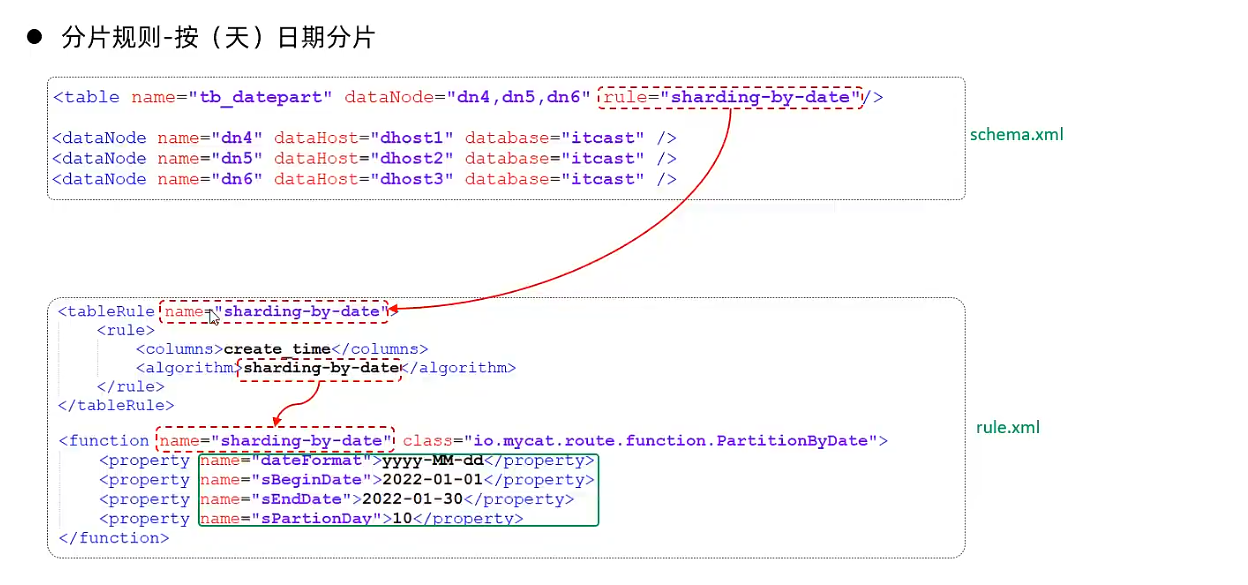 ● 分片规则-按（天）日期分片
<table name="tb_datepart" dataNode="dn4,dn5,dn6" rule="sharding-by-date"/>
<dataNode name="dn4" dataHost="dhost1" database="itcast" />
<dataNode name="dn5" dataHost="dhost2" database="itcast" />
<dataNode name="dn6" dataHost="dhost3" database="itcast" />
schema.xml
<tableRule name="sharding-by-date">
<rule>
<columns>create_time</columns>
<algorithm>sharding-by-date</algorithm>
</rule>
</tableRule>
<function name="sharding-by-date" class="io.mycat.route.function.PartitionByDate">
<property name="dateFormat">yyyy-MM-dd</property>
<property name="sBeginDate">2022-01-01</property>
<property name="sEndDate">2022-01-30</property>
<property name="sPartionDay">10</property>
</function>
rule.xml